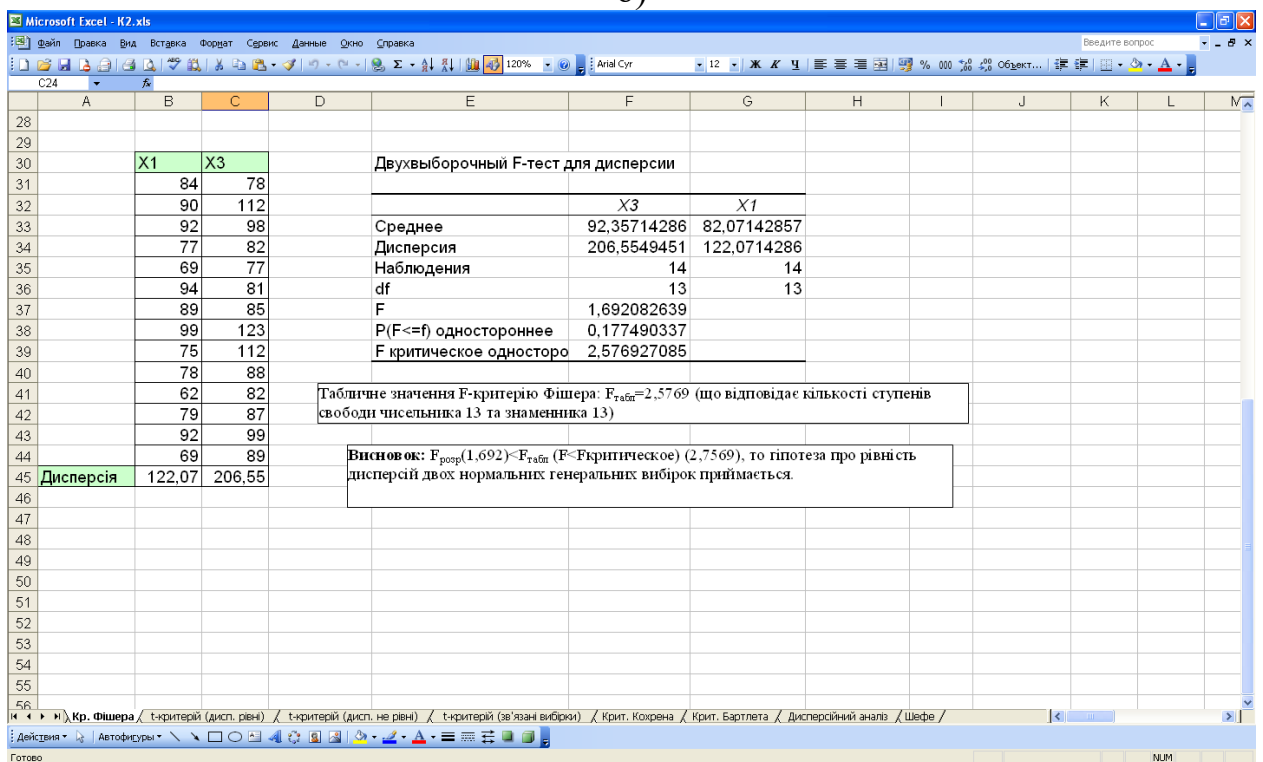 в)
Microsoft Excel - K2.xls
Файл Правка Вид Вставка Формат Сервис Данные Окно Справка Введите вопрос
120% Arial Cyr 12 Ж К Ч % 000 Объект...
C24 fx
A B C D E F G H I J K L M
28
29
30 X1 X3 Двухвыборочный F-тест для дисперсии
31 84 78
32 90 112 X3 X1
33 92 98 Среднее 92,35714286 82,07142857
34 77 82 Дисперсия 206,5549451 122,0714286
35 69 77 Наблюдения 14 14
36 94 81 df 13 13
37 89 85 F 1,692082639
38 99 123 P(F<=f) одностороннее 0,177490337
39 75 112 F критическое односторо 2,576927085
40 78 88
41 62 82 Табличне значення F-критерію Фішера: Fтабл=2,5769 (що відповідає кількості ступенів
42 79 87 свободи чисельника 13 та знаменника 13)
43 92 99
44 69 89 Висновок: Fрозр(1,692)<Fтабл (F<Fкритическое) (2,7569), то гіпотеза про рівність
45 Дисперсія 122,07 206,55 дисперсій двох нормальних генеральних вибірок приймається.
46
47
48
49
50
51
52
53
54
55
56
Кр. Фішера t-критерій (дисп. рівні) t-критерій (дисп. не рівні) t-критерій (зв'язані вибірки) Крит. Кохрена Крит. Бартлета Дисперсійний аналіз Шефе
Действия Автофигуры
Готово NUM